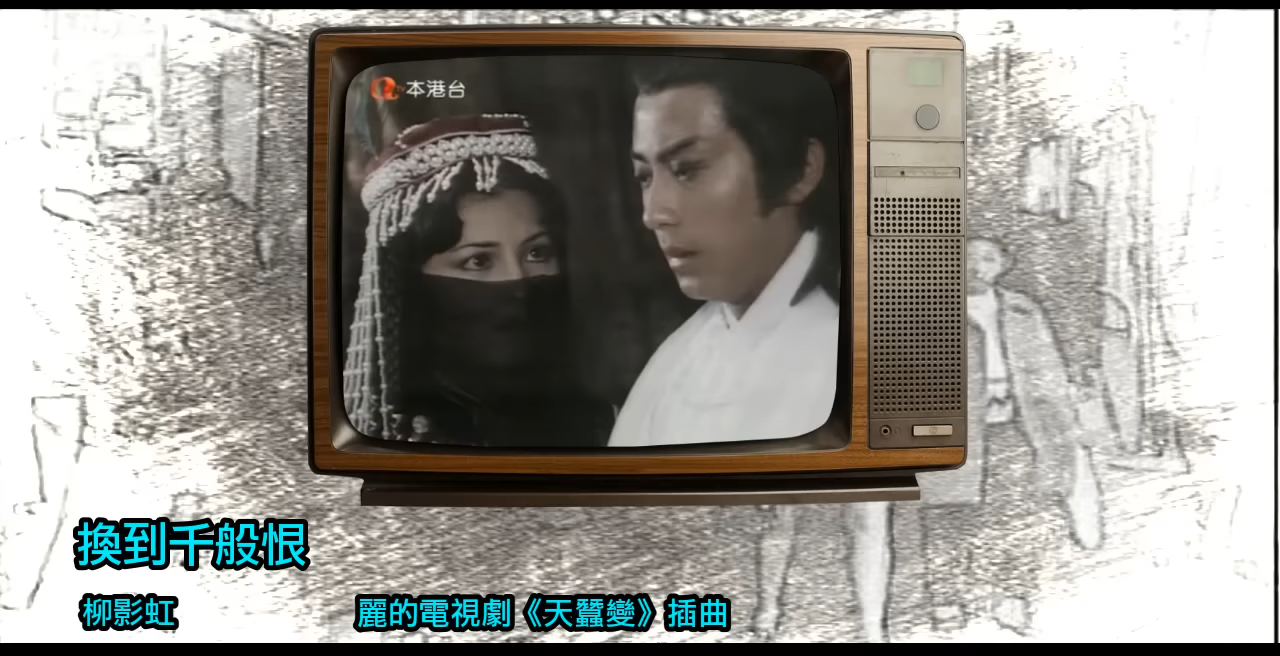 本港台
換到千般恨
柳影虹
麗的電視劇《天蠶變》插曲